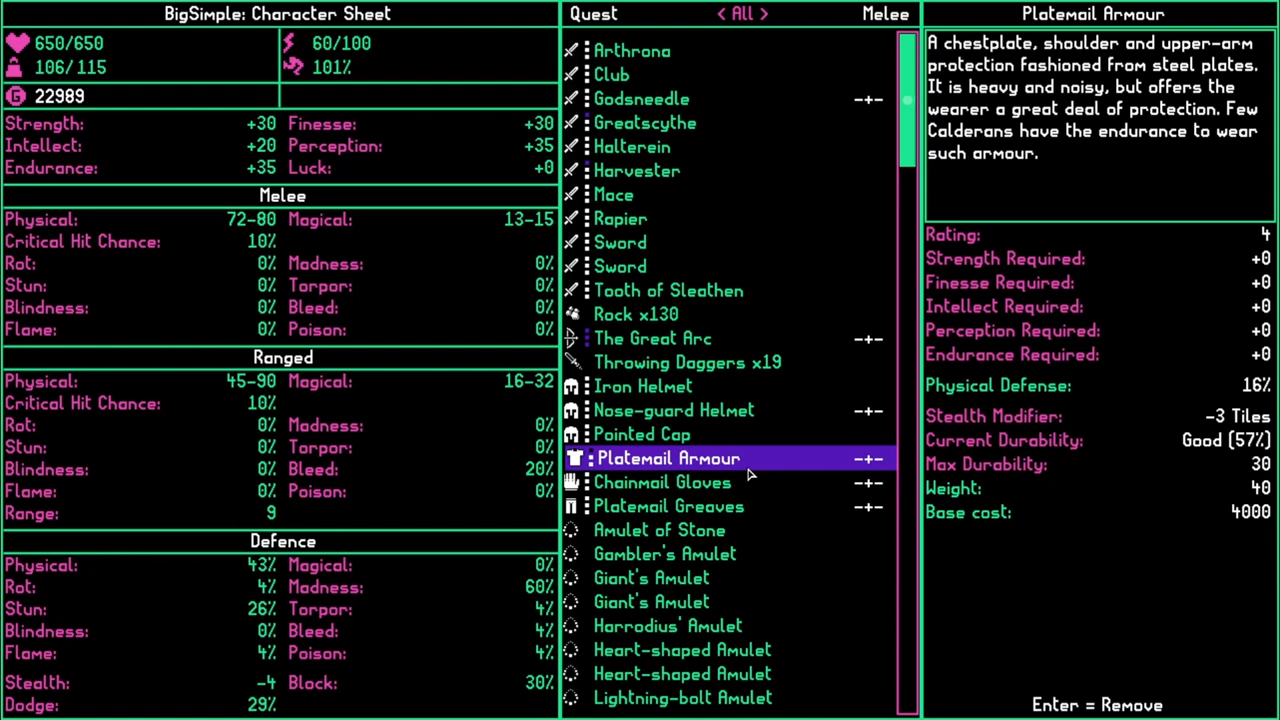 BigSimple: Character Sheet
650/650 60/100
106/115 101%
G 22989
Strength: +30 Finesse: +30
Intellect: +20 Perception: +35
Endurance: +35 Luck: +0
Melee
Physical: 72-80 Magical: 13-15
Critical Hit Chance: 10%
Rot: 0% Madness: 0%
Stun: 0% Torpor: 0%
Blindness: 0% Bleed: 0%
Flame: 0% Poison: 0%
Ranged
Physical: 45-90 Magical: 16-32
Critical Hit Chance: 10%
Rot: 0% Madness: 0%
Stun: 0% Torpor: 0%
Blindness: 0% Bleed: 20%
Flame: 0% Poison: 0%
Range: 9
Defence
Physical: 43% Magical: 0%
Rot: 4% Madness: 60%
Stun: 26% Torpor: 4%
Blindness: 0% Bleed: 4%
Flame: 4% Poison: 4%
Stealth: -4 Block: 30%
Dodge: 29%
Quest < All > Melee
Arthrona
Club
Godsneedle -+-
Greatscythe
Halterein
Harvester
Mace
Rapier
Sword
Sword
Tooth of Sleathen
Rock x130
The Great Arc -+-
Throwing Daggers x19
Iron Helmet
Nose-guard Helmet -+-
Pointed Cap
Platemail Armour -+-
Chainmail Gloves -+-
Platemail Greaves -+-
Amulet of Stone
Gambler's Amulet
Giant's Amulet
Giant's Amulet
Harrodius' Amulet
Heart-shaped Amulet
Heart-shaped Amulet
Lightning-bolt Amulet
Platemail Armour
A chestplate, shoulder and upper-arm
protection fashioned from steel plates.
It is heavy and noisy, but offers the
wearer a great deal of protection. Few
Calderans have the endurance to wear
such armour.
Rating: 4
Strength Required: +0
Finesse Required: +0
Intellect Required: +0
Perception Required: +0
Endurance Required: +0
Physical Defense: 16%
Stealth Modifier: -3 Tiles
Current Durability: Good (57%)
Max Durability: 30
Weight: 40
Base cost: 4000
Enter = Remove